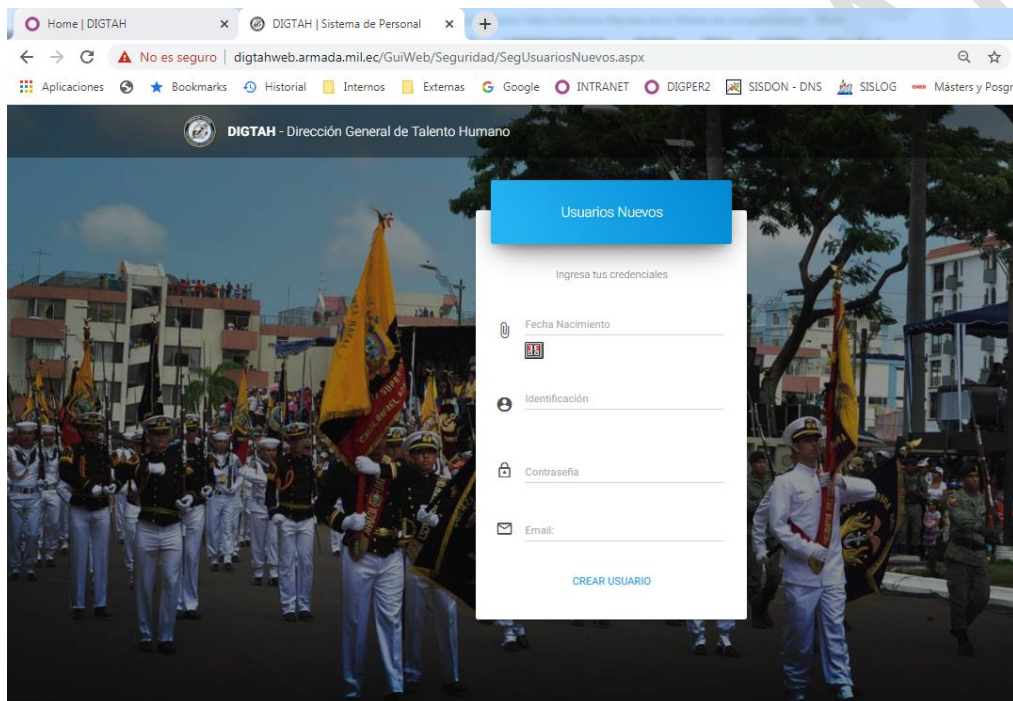 Home | DIGTAH
DIGTAH | Sistema de Personal
No es seguro | digtahweb.armada.mil.ec/GuiWeb/Seguridad/SegUsuariosNuevos.aspx
Aplicaciones Bookmarks Historial Internos Externas Google INTRANET DIGPER2 SISDON - DNS SISLOG Másters y Posgr
DIGTAH - Dirección General de Talento Humano
Usuarios Nuevos
Ingresa tus credenciales
Fecha Nacimiento
Identificación
Contraseña
Email:
CREAR USUARIO